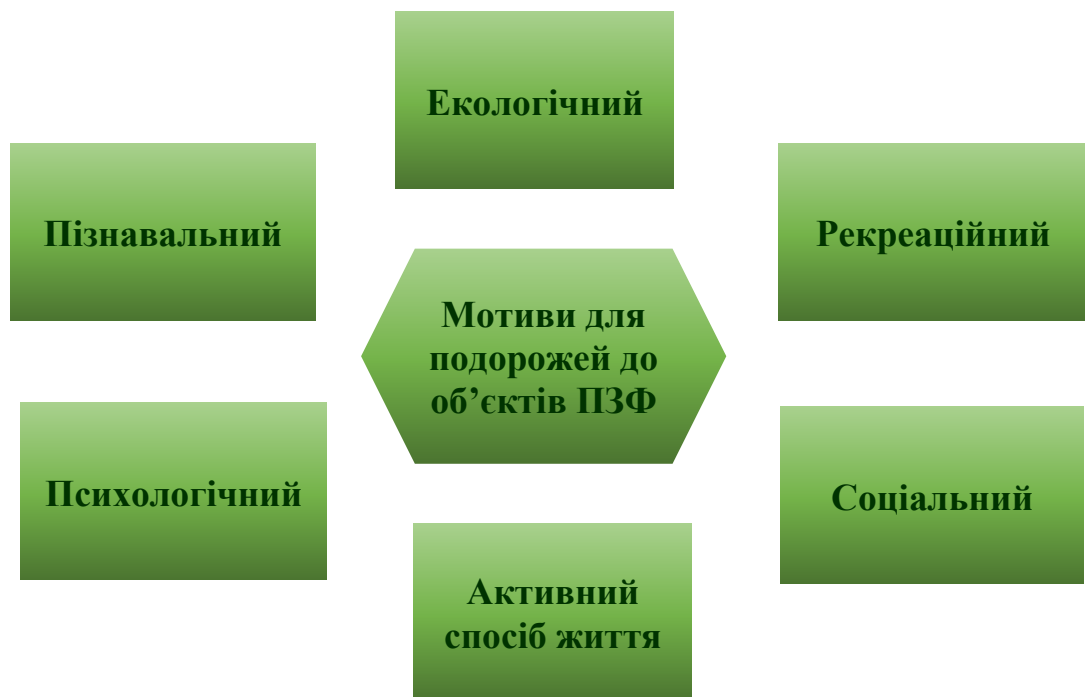 Екологічний
Пізнавальний
Рекреаційний
Мотиви для
подорожей до
об’єктів ПЗФ
Психологічний
Соціальний
Активний
спосіб життя